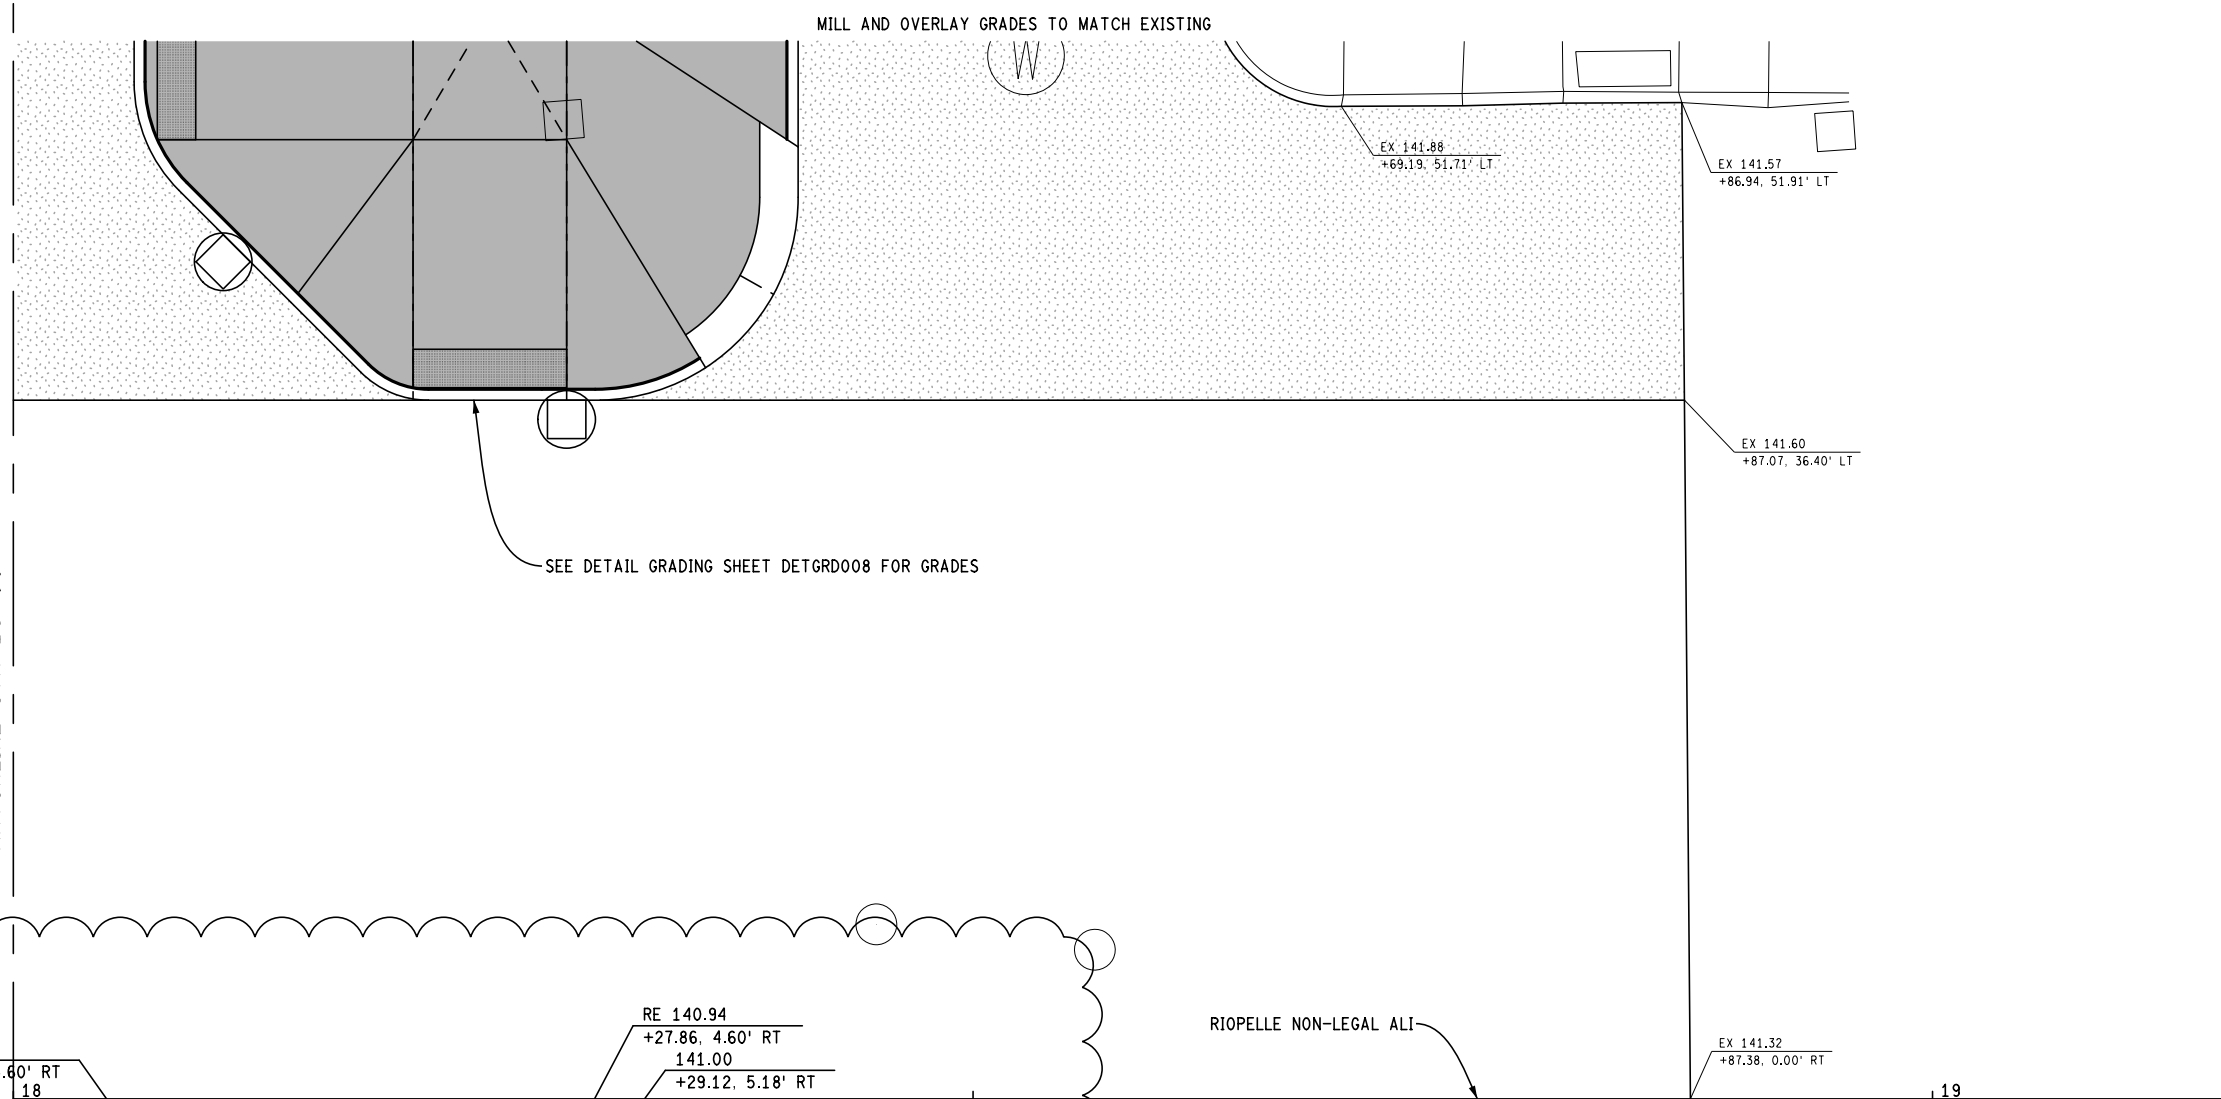 MILL AND OVERLAY GRADES TO MATCH EXISTING
W
EX 141.88
+69.19, 51.71' LT
EX 141.57
+86.94, 51.91' LT
EX 141.60
+87.07, 36.40' LT
SEE DETAIL GRADING SHEET DETGRD008 FOR GRADES
RE 140.94
+27.86, 4.60' RT
141.00
+29.12, 5.18' RT
RIOPELLE NON-LEGAL ALI
EX 141.32
+87.38, 0.00' RT
.60' RT
18
19